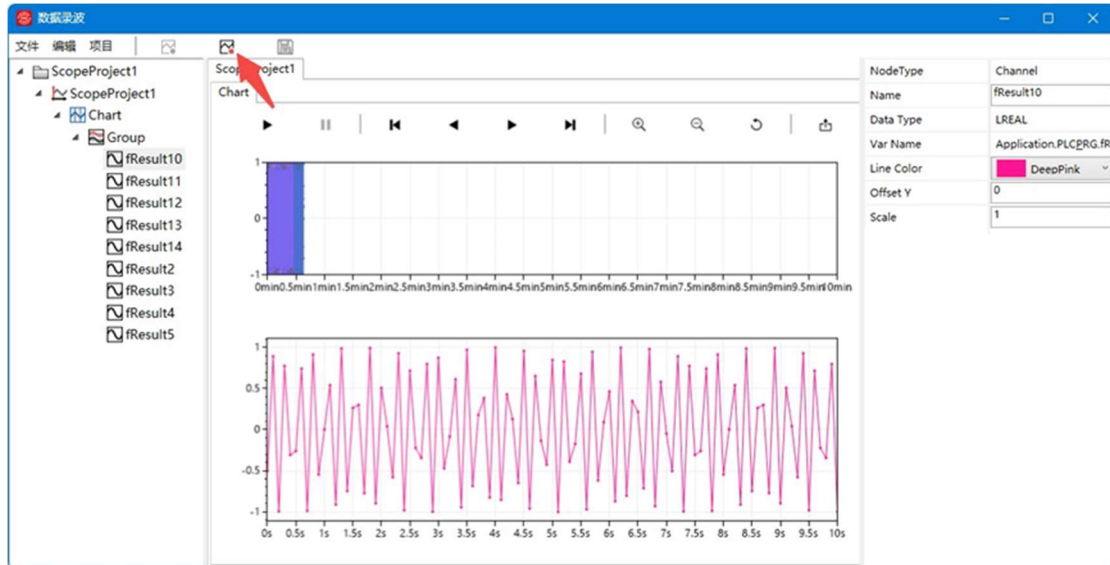 数据录波
文件 编辑 项目
ScopeProject1
ScopeProject1
Chart
Group
fResult10
fResult11
fResult12
fResult13
fResult14
fResult2
fResult3
fResult4
fResult5
Chart
1
0
-1
0min 0.5min 1min 1.5min 2min 2.5min 3min 3.5min 4min 4.5min 5min 5.5min 6min 6.5min 7min 7.5min 8min 8.5min 9min 9.5min 10min
1
0.5
0
-0.5
-1
0s 0.5s 1s 1.5s 2s 2.5s 3s 3.5s 4s 4.5s 5s 5.5s 6s 6.5s 7s 7.5s 8s 8.5s 9s 9.5s 10s
NodeType Channel
Name fResult10
Data Type LREAL
Var Name Application.PLC_PRG.fR
Line Color DeepPink
Offset Y 0
Scale 1